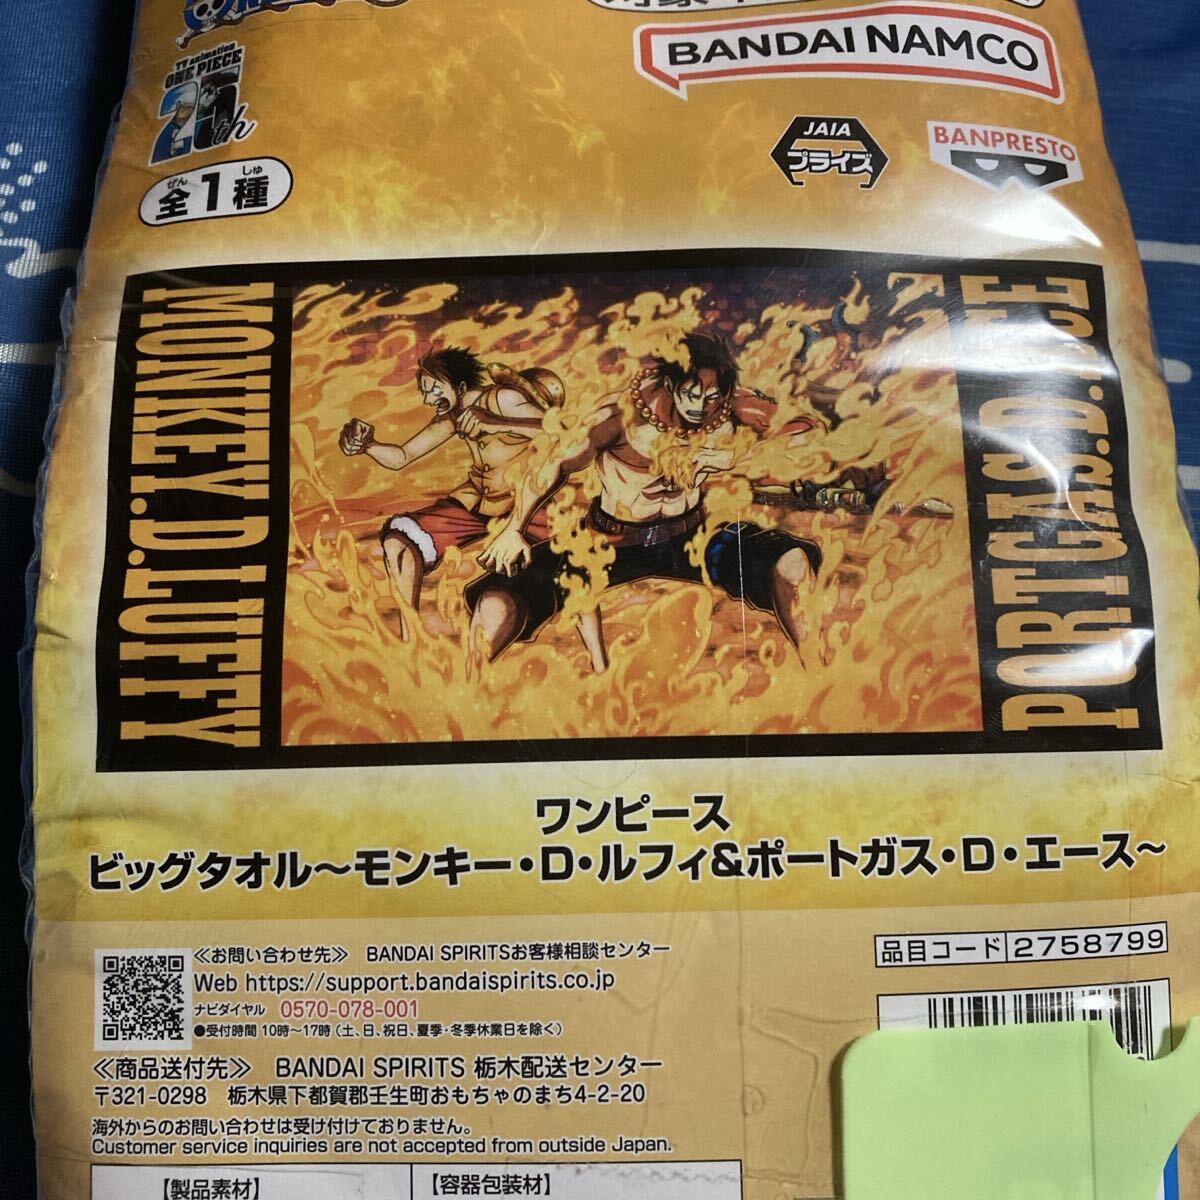 BANDAI NAMCO
TV animation
ONE PIECE
25th
JAIA
プライズ
BANPRESTO
ぜん しゅ
全1種
MONKEY.D.LUFFY
PORTGAS.D.ACE
ワンピース
ビッグタオル～モンキー・D・ルフィ&ポートガス・D・エース～
≪お問い合わせ先≫ BANDAI SPIRITSお客様相談センター
Web https://support.bandaispirits.co.jp
ナビダイヤル 0570-078-001
●受付時間 10時～17時(土、日、祝日、夏季・冬季休業日を除く)
品目コード 2758799
≪商品送付先≫ BANDAI SPIRITS 栃木配送センター
〒321-0298 栃木県下都賀郡壬生町おもちゃのまち4-2-20
海外からのお問い合わせは受け付けておりません。
Customer service inquiries are not accepted from outside Japan.
【製品素材】
【容器包装材】